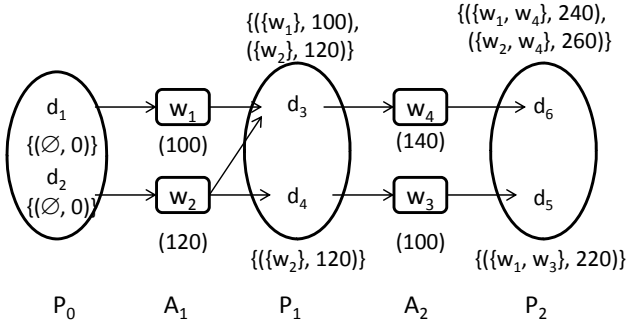 {({w₁}, 100),
({w₂}, 120)}
{({w₁, w₄}, 240),
({w₂, w₄}, 260)}
d₁
w₁
d₃
w₄
d₆
{(∅, 0)}
(100)
(140)
d₂
{(∅, 0)}
w₂
d₄
w₃
d₅
(120)
(100)
{({w₂}, 120)}
{({w₁, w₃}, 220)}
P₀
A₁
P₁
A₂
P₂